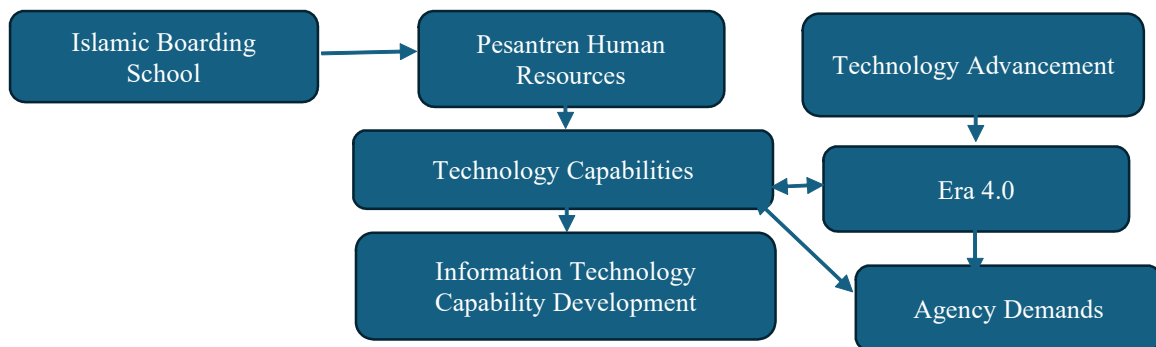 Islamic Boarding
School
Pesantren Human
Resources
Technology Advancement
Technology Capabilities
Era 4.0
Information Technology
Capability Development
Agency Demands